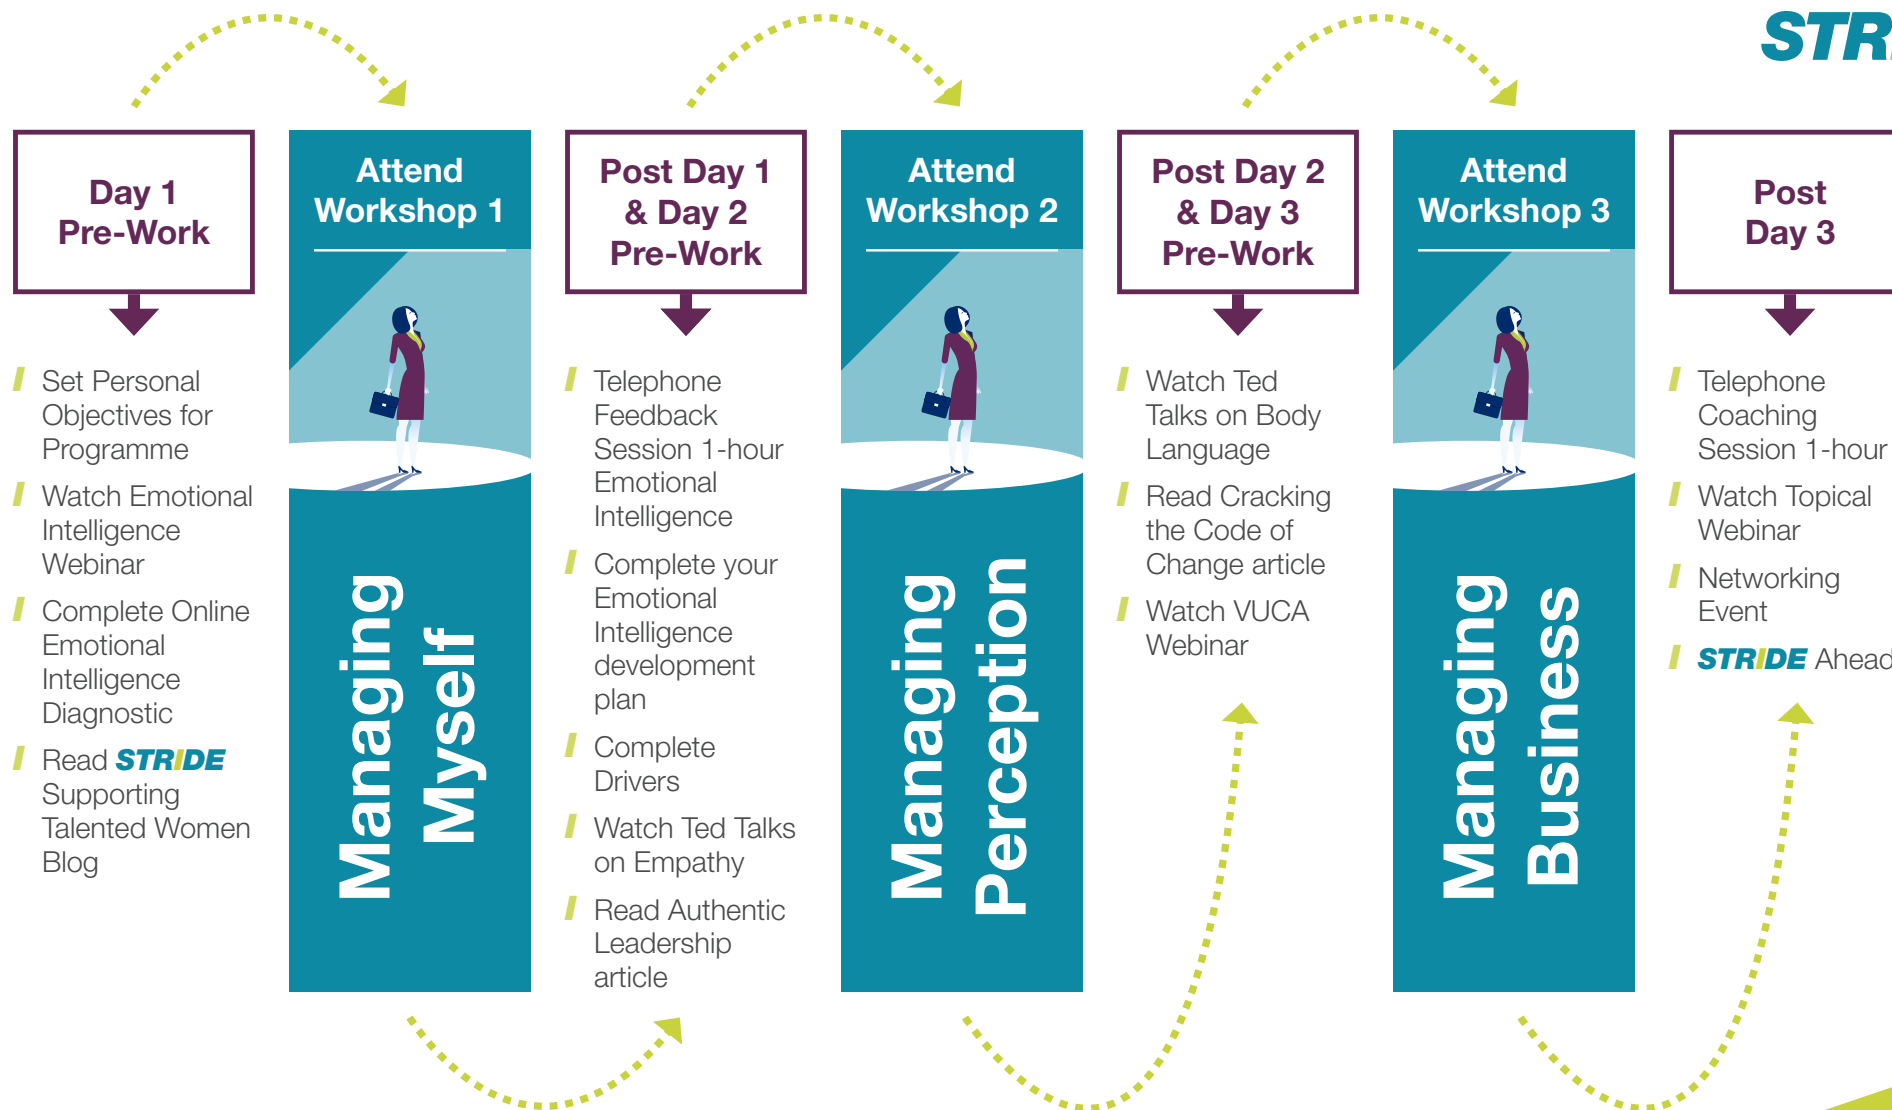 STRI
Day 1
Pre-Work
Set Personal
Objectives for
Programme
Watch Emotional
Intelligence
Webinar
Complete Online
Emotional
Intelligence
Diagnostic
Read STRIDE
Supporting
Talented Women
Blog
Attend
Workshop 1
Managing
Myself
Post Day 1
& Day 2
Pre-Work
Telephone
Feedback
Session 1-hour
Emotional
Intelligence
Complete your
Emotional
Intelligence
development
plan
Complete
Drivers
Watch Ted Talks
on Empathy
Read Authentic
Leadership
article
Attend
Workshop 2
Managing
Perception
Post Day 2
& Day 3
Pre-Work
Watch Ted
Talks on Body
Language
Read Cracking
the Code of
Change article
Watch VUCA
Webinar
Attend
Workshop 3
Managing
Business
Post
Day 3
Telephone
Coaching
Session 1-hour
Watch Topical
Webinar
Networking
Event
STRIDE Ahead